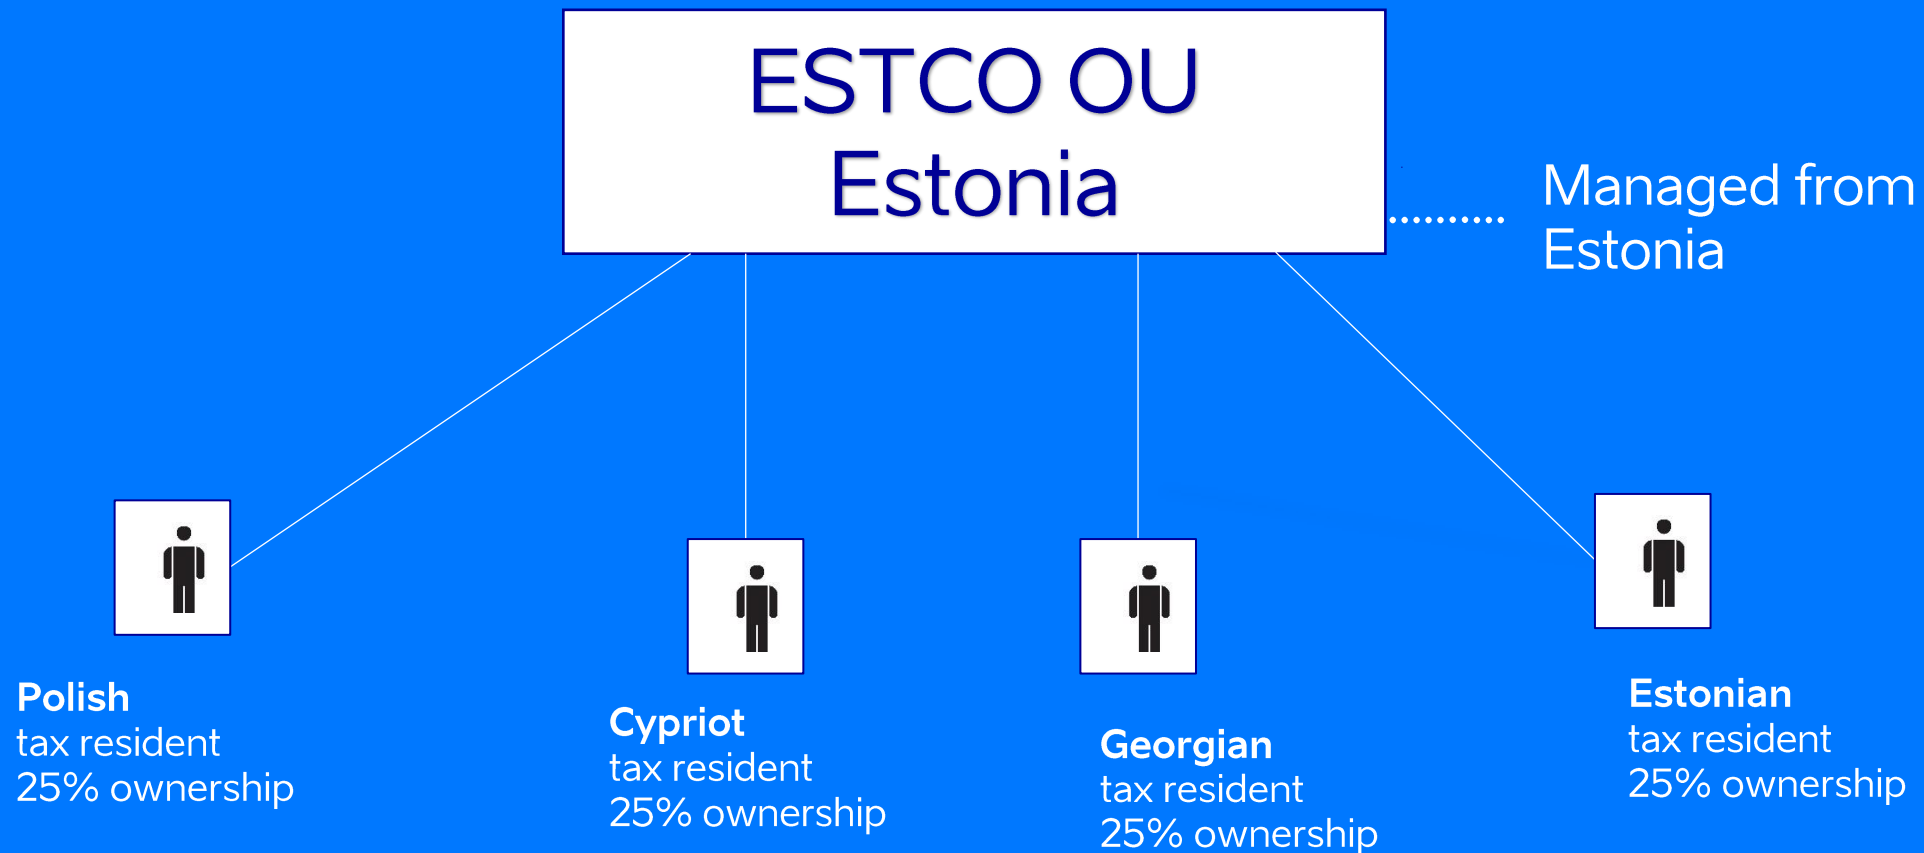 ESTCO OU
Estonia
Managed from
Estonia
Polish
tax resident
25% ownership
Cypriot
tax resident
25% ownership
Georgian
tax resident
25% ownership
Estonian
tax resident
25% ownership